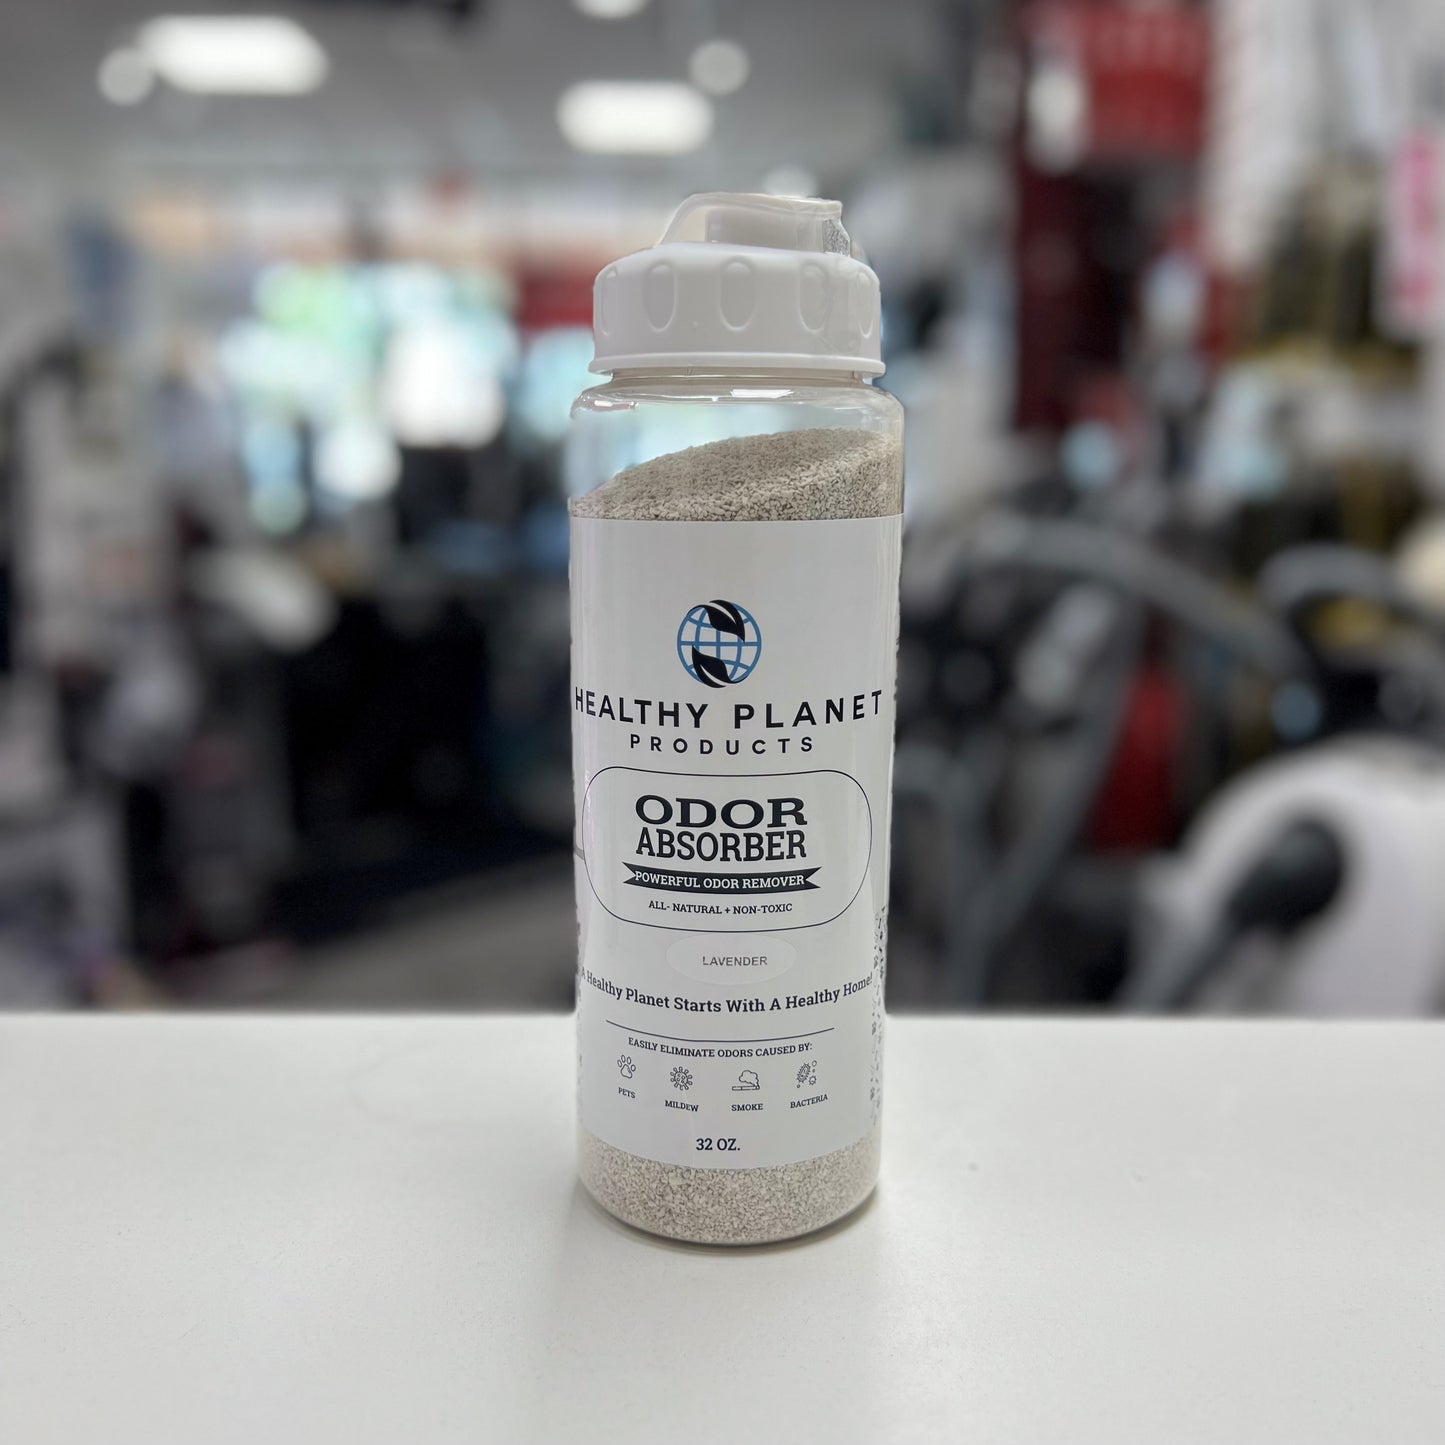 HEALTHY PLANET
PRODUCTS
ODOR
ABSORBER
POWERFUL ODOR REMOVER
ALL- NATURAL + NON-TOXIC
LAVENDER
A Healthy Planet Starts With A Healthy Home!
EASILY ELIMINATE ODORS CAUSED BY:
PETS MILDEW SMOKE BACTERIA
32 OZ.